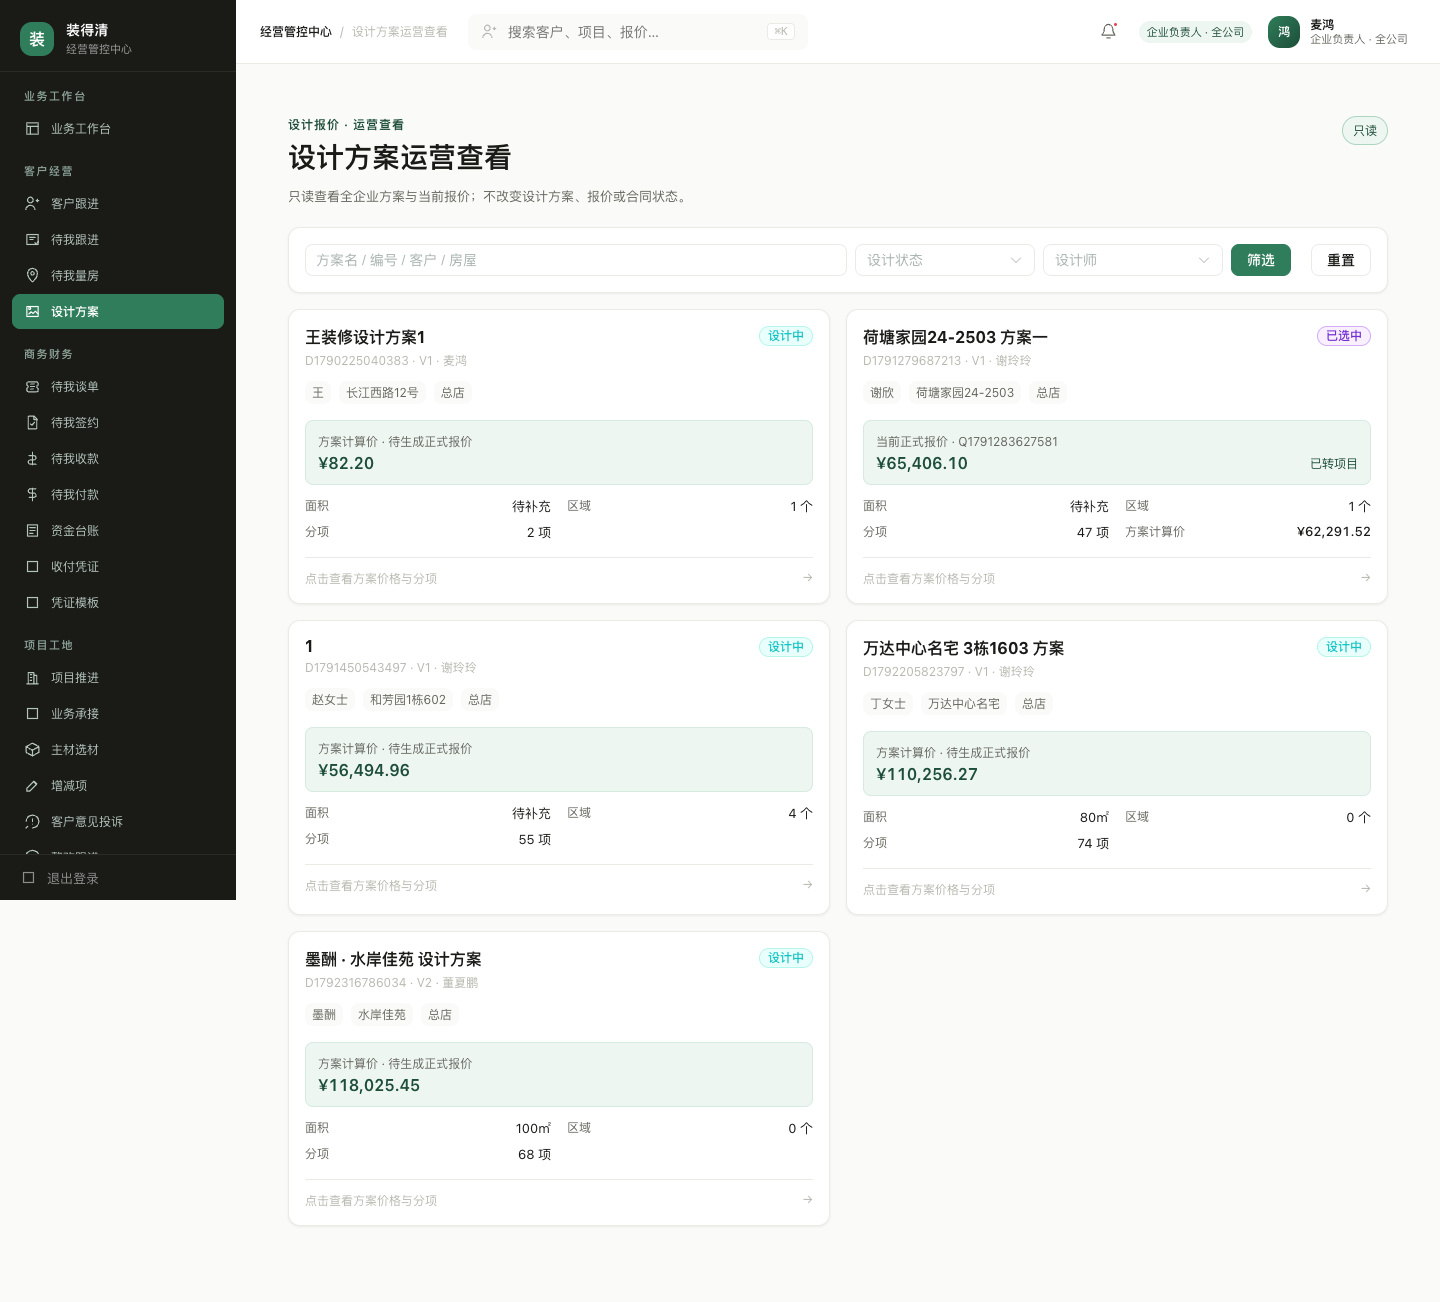 装
装得清
经营管控中心
业务工作台
业务工作台
客户经营
客户跟进
待我跟进
待我量房
设计方案
商务财务
待我谈单
待我签约
待我收款
待我付款
资金台账
收付凭证
凭证模板
项目工地
项目推进
业务承接
主材选材
增减项
客户意见投诉
退出登录
经营管控中心 / 设计方案运营查看
搜索客户、项目、报价... ⌘K
企业负责人 · 全公司
鸿
麦鸿
企业负责人 · 全公司
设计报价 · 运营查看
设计方案运营查看
只读
只读查看全企业方案与当前报价；不改变设计方案、报价或合同状态。
方案名 / 编号 / 客户 / 房屋 设计状态 设计师 筛选 重置
王装修设计方案1 设计中
D1790225040383 · V1 · 麦鸿
王 长江西路12号 总店
方案计算价 · 待生成正式报价
¥82.20
面积 待补充 区域 1 个
分项 2 项
点击查看方案价格与分项 →
荷塘家园24-2503 方案一 已选中
D1791279687213 · V1 · 谢玲玲
谢欣 荷塘家园24-2503 总店
当前正式报价 · Q1791283627581
¥65,406.10 已转项目
面积 待补充 区域 1 个
分项 47 项 方案计算价 ¥62,291.52
点击查看方案价格与分项 →
1 设计中
D1791450543497 · V1 · 谢玲玲
赵女士 和芳园1栋602 总店
方案计算价 · 待生成正式报价
¥56,494.96
面积 待补充 区域 4 个
分项 55 项
点击查看方案价格与分项 →
万达中心名宅 3栋1603 方案 设计中
D1792205823797 · V1 · 谢玲玲
丁女士 万达中心名宅 总店
方案计算价 · 待生成正式报价
¥110,256.27
面积 80㎡ 区域 0 个
分项 74 项
点击查看方案价格与分项 →
墨酬 · 水岸佳苑 设计方案 设计中
D1792316786034 · V2 · 董夏鹏
墨酬 水岸佳苑 总店
方案计算价 · 待生成正式报价
¥118,025.45
面积 100㎡ 区域 0 个
分项 68 项
点击查看方案价格与分项 →